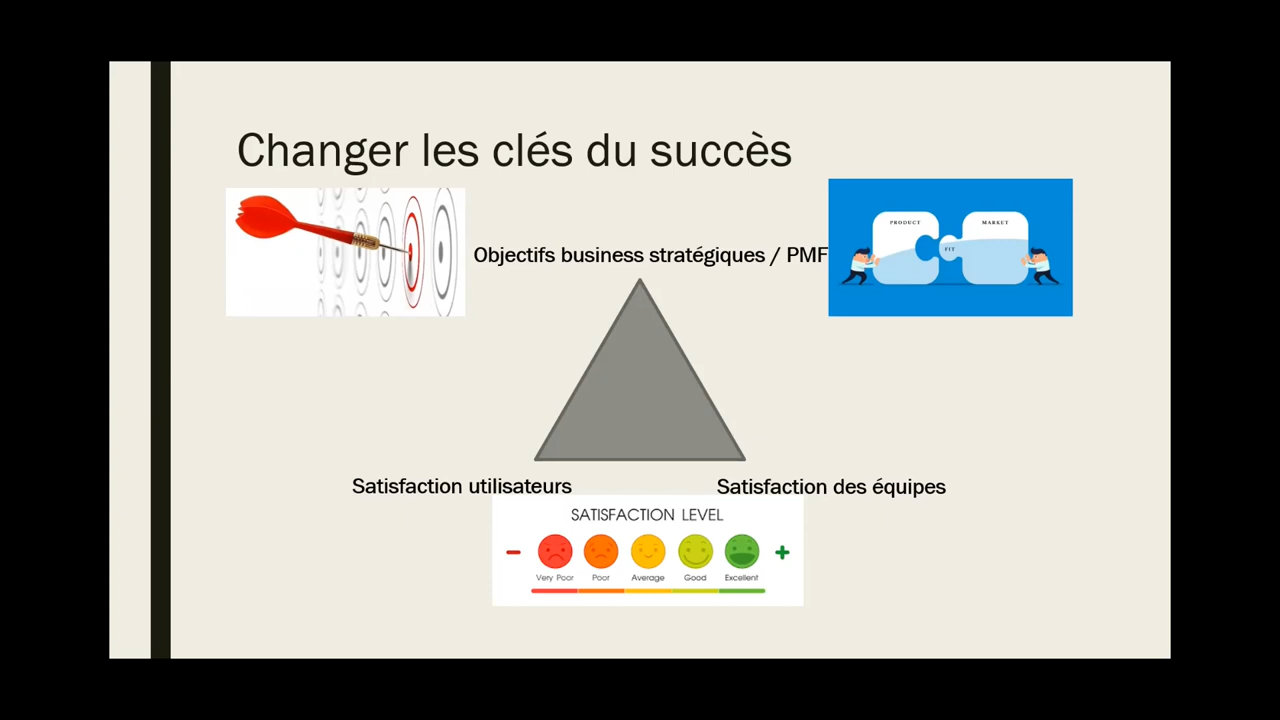 Changer les clés du succès
Objectifs business stratégiques / PMF
PRODUCT
MARKET
FIT
Satisfaction utilisateurs
Satisfaction des équipes
SATISFACTION LEVEL
Very Poor
Poor
Average
Good
Excellent